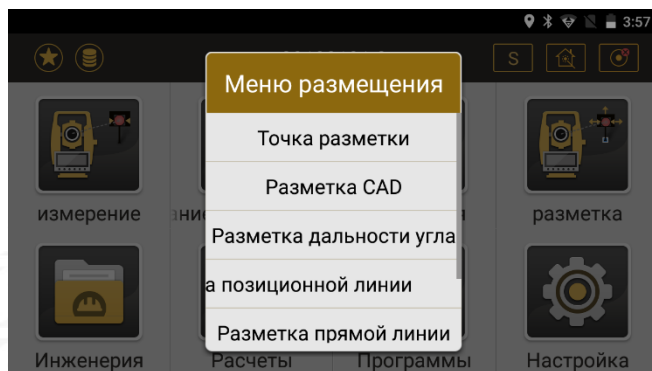 3:57
S
Меню размещения
Точка разметки
Разметка CAD
Разметка дальности угла
а позиционной линии
Разметка прямой линии
измерение
разметка
Инженерия
Расчеты
Программы
Настройка